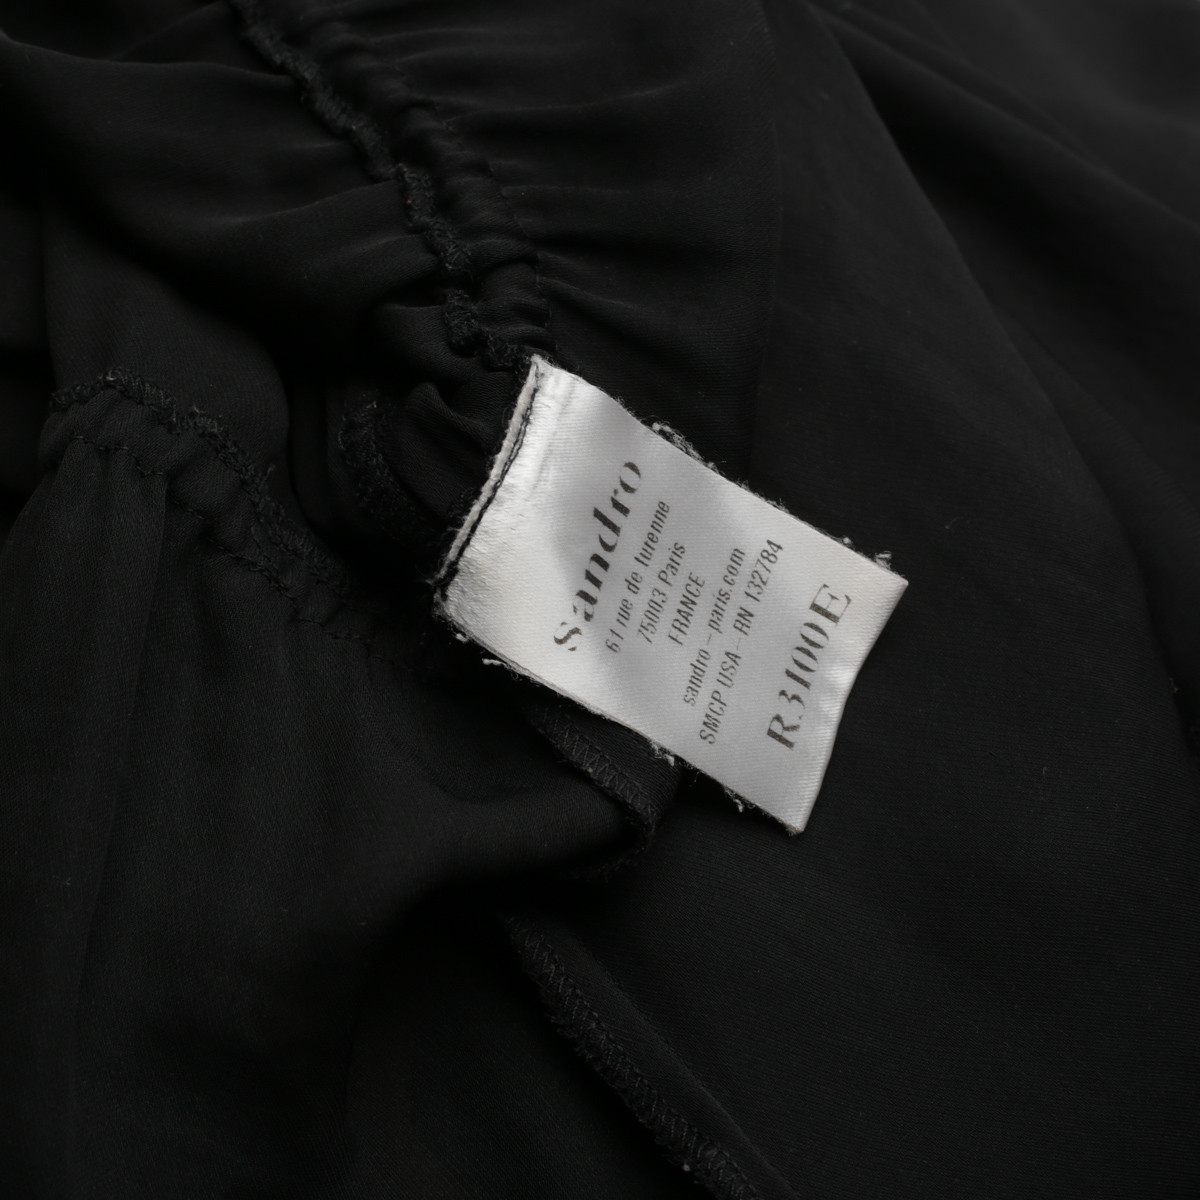 Sandro
61 rue de turenne
75003 Paris
FRANCE
sandro-paris.com
SMCP USA - RN 132784
R3100E